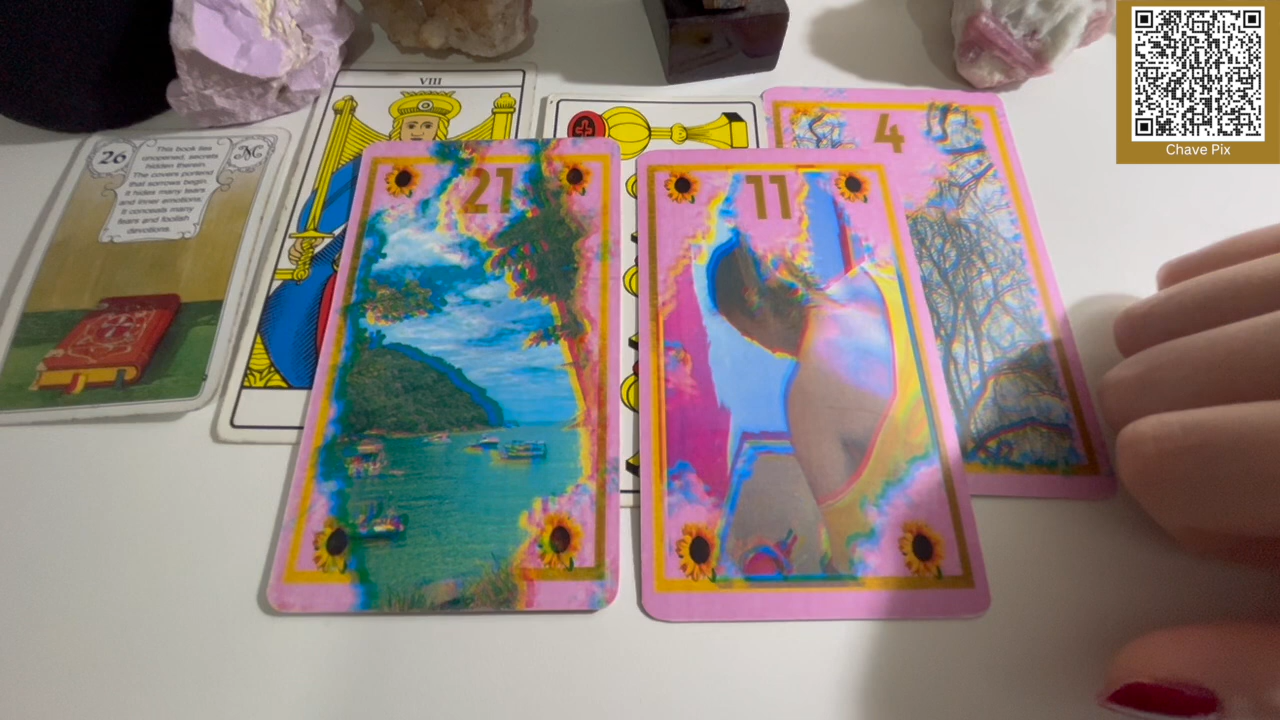 26
This book lies
unopened, secrets
hidden therein.
The covers portend
that sorrows begin.
It hides many tears
and inner emotions.
It conceals many
fears and foolish
devotions.
M
VIII
21
11
4
Chave Pix